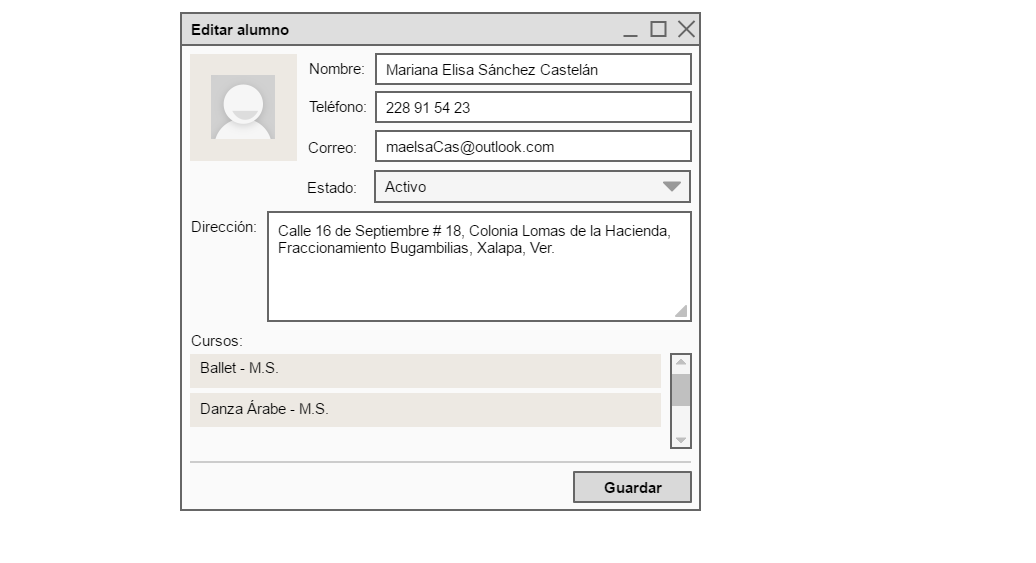 Editar alumno
Nombre: Mariana Elisa Sánchez Castelán
Teléfono: 228 91 54 23
Correo: maelsaCas@outlook.com
Estado: Activo
Dirección: Calle 16 de Septiembre # 18, Colonia Lomas de la Hacienda,
Fraccionamiento Bugambilias, Xalapa, Ver.
Cursos:
Ballet - M.S.
Danza Árabe - M.S.
Guardar